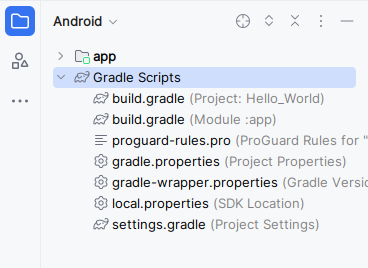 Android
app
Gradle Scripts
build.gradle (Project: Hello_World)
build.gradle (Module :app)
proguard-rules.pro (ProGuard Rules for "
gradle.properties (Project Properties)
gradle-wrapper.properties (Gradle Versio
local.properties (SDK Location)
settings.gradle (Project Settings)